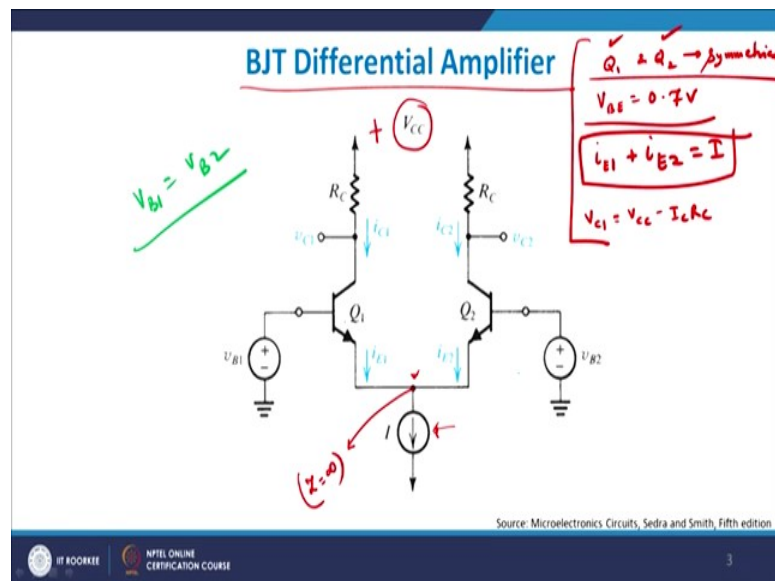 BJT Differential Amplifier
Q1 & Q2 → Symmetrica
VBE = 0.7V
iE1 + iE2 = I
VC1 = VCC - ICRC
VB1 = VB2
+ VCC
RC
RC
vC1
iC1
iC2
vC2
Q1
Q2
vB1
+
-
iE1
iE2
+
-
vB2
I
(z=∞)
Source: Microelectronics Circuits, Sedra and Smith, Fifth edition
IIT ROORKEE
NPTEL ONLINE
CERTIFICATION COURSE
3